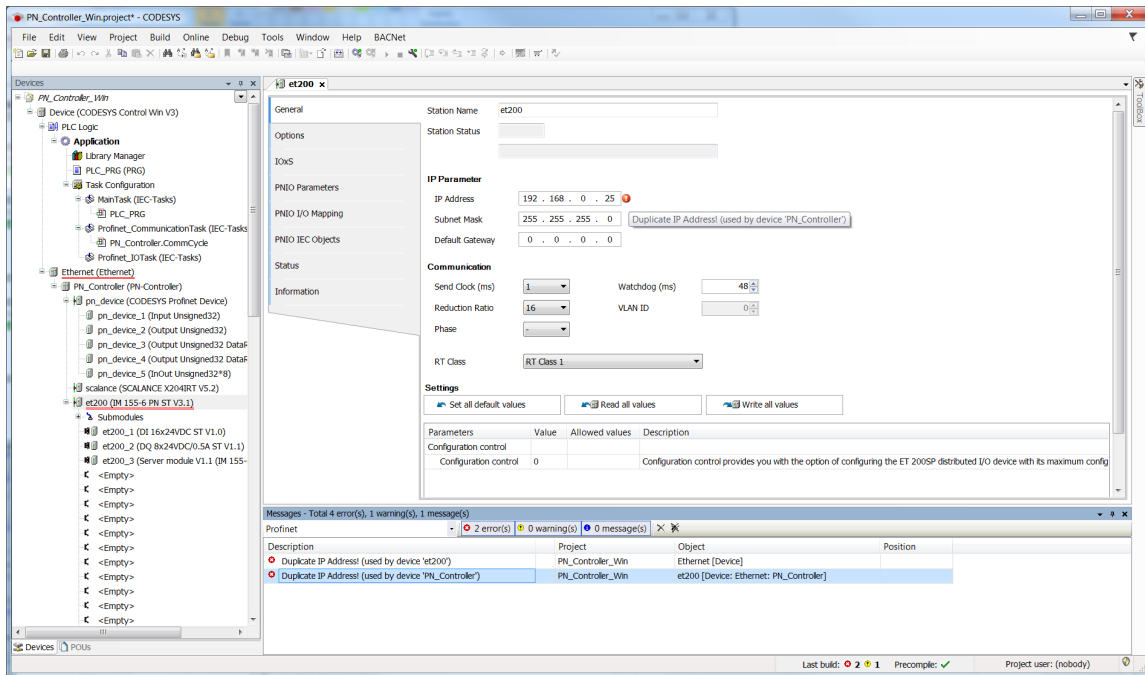 PN_Controller_Win.project* - CODESYS
File Edit View Project Build Online Debug Tools Window Help BACNet
Devices
PN_Controller_Win
Device (CODESYS Control Win V3)
PLC Logic
Application
Library Manager
PLC_PRG (PRG)
Task Configuration
MainTask (IEC-Tasks)
PLC_PRG
Profinet_CommunicationTask (IEC-Tasks
PN_Controller.CommCycle
Profinet_IOTask (IEC-Tasks)
Ethernet (Ethernet)
PN_Controller (PN-Controller)
pn_device (CODESYS Profinet Device)
pn_device_1 (Input Unsigned32)
pn_device_2 (Output Unsigned32)
pn_device_3 (Output Unsigned32 DataR
pn_device_4 (Output Unsigned32 DataR
pn_device_5 (InOut Unsigned32*8)
scalance (SCALANCE X204IRT V5.2)
et200 (IM 155-6 PN ST V3.1)
Submodules
et200_1 (DI 16x24VDC ST V1.0)
et200_2 (DQ 8x24VDC/0.5A ST V1.1)
et200_3 (Server module V1.1 (IM 155-
<Empty>
<Empty>
<Empty>
<Empty>
<Empty>
<Empty>
<Empty>
<Empty>
<Empty>
<Empty>
<Empty>
Devices POUs
et200 x
General
Options
IOxS
PNIO Parameters
PNIO I/O Mapping
PNIO IEC Objects
Status
Information
Station Name et200
Station Status
IP Parameter
IP Address 192 . 168 . 0 . 25
Subnet Mask 255 . 255 . 255 . 0
Duplicate IP Address! (used by device 'PN_Controller')
Default Gateway 0 . 0 . 0 . 0
Communication
Send Clock (ms) 1 Watchdog (ms) 48
Reduction Ratio 16 VLAN ID 0
Phase -
RT Class RT Class 1
Settings
Set all default values Read all values Write all values
Parameters Value Allowed values Description
Configuration control
Configuration control 0 Configuration control provides you with the option of configuring the ET 200SP distributed I/O device with its maximum config
ToolBox
Messages - Total 4 error(s), 1 warning(s), 1 message(s)
Profinet 2 error(s) 0 warning(s) 0 message(s)
Description Project Object Position
Duplicate IP Address! (used by device 'et200') PN_Controller_Win Ethernet [Device]
Duplicate IP Address! (used by device 'PN_Controller') PN_Controller_Win et200 [Device: Ethernet: PN_Controller]
Last build: 2 1 Precompile: Project user: (nobody)